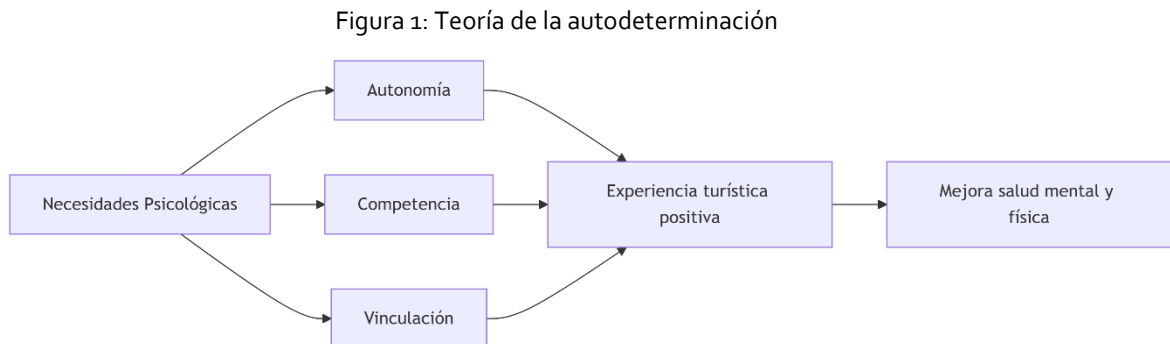 Figura 1: Teoría de la autodeterminación
Autonomía
Necesidades Psicológicas
Competencia
Experiencia turística
positiva
Mejora salud mental y
física
Vinculación